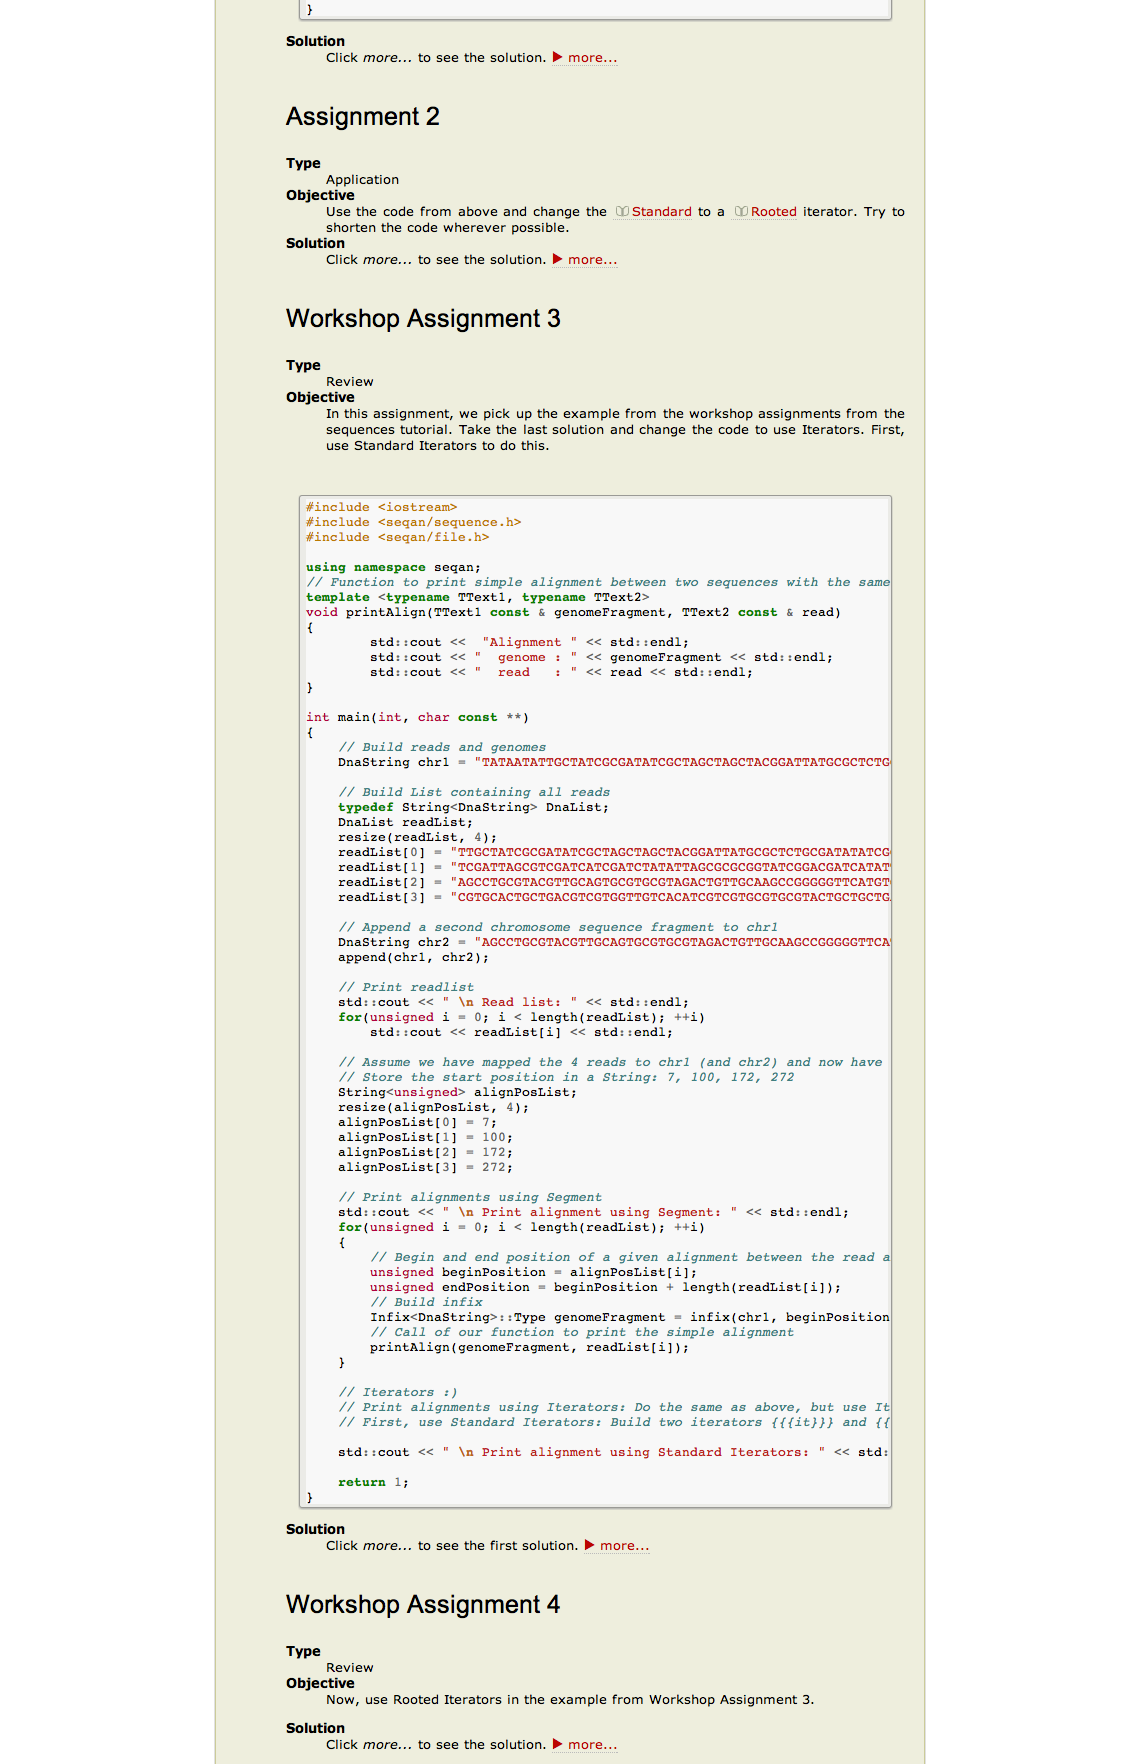 }
Solution
Click more... to see the solution. ▶ more...
Assignment 2
Type
Application
Objective
Use the code from above and change the Standard to a Rooted iterator. Try to
shorten the code wherever possible.
Solution
Click more... to see the solution. ▶ more...
Workshop Assignment 3
Type
Review
Objective
In this assignment, we pick up the example from the workshop assignments from the
sequences tutorial. Take the last solution and change the code to use Iterators. First,
use Standard Iterators to do this.
#include <iostream>
#include <seqan/sequence.h>
#include <seqan/file.h>
using namespace seqan;
// Function to print simple alignment between two sequences with the same
template <typename TText1, typename TText2>
void printAlign(TText1 const & genomeFragment, TText2 const & read)
{
std::cout <<  "Alignment " << std::endl;
std::cout << "  genome : " << genomeFragment << std::endl;
std::cout << "  read   : " << read << std::endl;
}
int main(int, char const **)
{
// Build reads and genomes
DnaString chr1 = "TATAATATTGCTATCGCGATATCGCTAGCTAGCTACGGATTATGCGCTCTG
// Build List containing all reads
typedef String<DnaString> DnaList;
DnaList readList;
resize(readList, 4);
readList[0] = "TTGCTATCGCGATATCGCTAGCTAGCTACGGATTATGCGCTCTGCGATATATCG
readList[1] = "TCGATTAGCGTCGATCATCGATCTATATTAGCGCGCGGTATCGGACGATCATAT
readList[2] = "AGCCTGCGTACGTTGCAGTGCGTGCGTAGACTGTTGCAAGCCGGGGGTTCATGT
readList[3] = "CGTGCACTGCTGACGTCGTGGTTGTCACATCGTCGTGCGTGCGTACTGCTGCTG
// Append a second chromosome sequence fragment to chr1
DnaString chr2 = "AGCCTGCGTACGTTGCAGTGCGTGCGTAGACTGTTGCAAGCCGGGGGTTCA
append(chr1, chr2);
// Print readlist
std::cout << " \n Read list: " << std::endl;
for(unsigned i = 0; i < length(readList); ++i)
std::cout << readList[i] << std::endl;
// Assume we have mapped the 4 reads to chr1 (and chr2) and now have
// Store the start position in a String: 7, 100, 172, 272
String<unsigned> alignPosList;
resize(alignPosList, 4);
alignPosList[0] = 7;
alignPosList[1] = 100;
alignPosList[2] = 172;
alignPosList[3] = 272;
// Print alignments using Segment
std::cout << " \n Print alignment using Segment: " << std::endl;
for(unsigned i = 0; i < length(readList); ++i)
{
// Begin and end position of a given alignment between the read a
unsigned beginPosition = alignPosList[i];
unsigned endPosition = beginPosition + length(readList[i]);
// Build infix
Infix<DnaString>::Type genomeFragment = infix(chr1, beginPosition
// Call of our function to print the simple alignment
printAlign(genomeFragment, readList[i]);
}
// Iterators :)
// Print alignments using Iterators: Do the same as above, but use It
// First, use Standard Iterators: Build two iterators {{{it}}} and {{
std::cout << " \n Print alignment using Standard Iterators: " << std:
return 1;
}
Solution
Click more... to see the first solution. ▶ more...
Workshop Assignment 4
Type
Review
Objective
Now, use Rooted Iterators in the example from Workshop Assignment 3.
Solution
Click more... to see the solution. ▶ more...